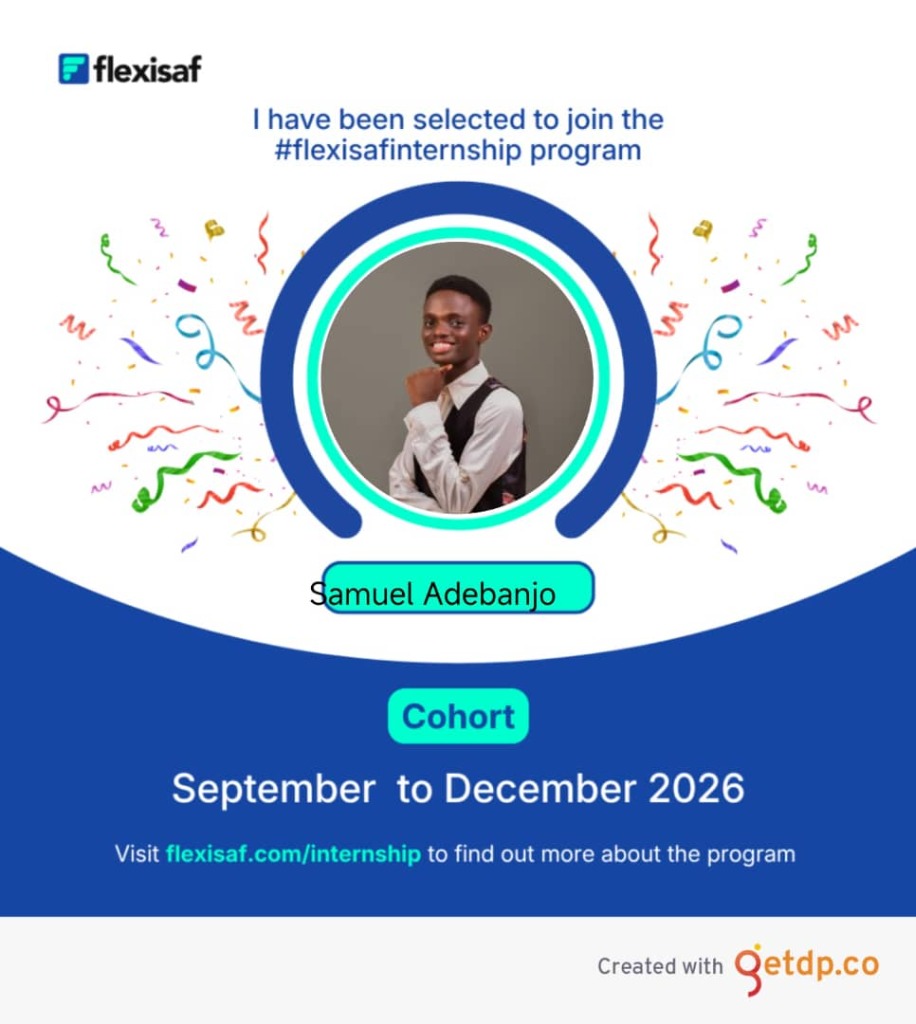 flexisaf
I have been selected to join the
#flexisafinternship program
Samuel Adebanjo
Cohort
September  to December 2026
Visit flexisaf.com/internship to find out more about the program
Created with getdp.co